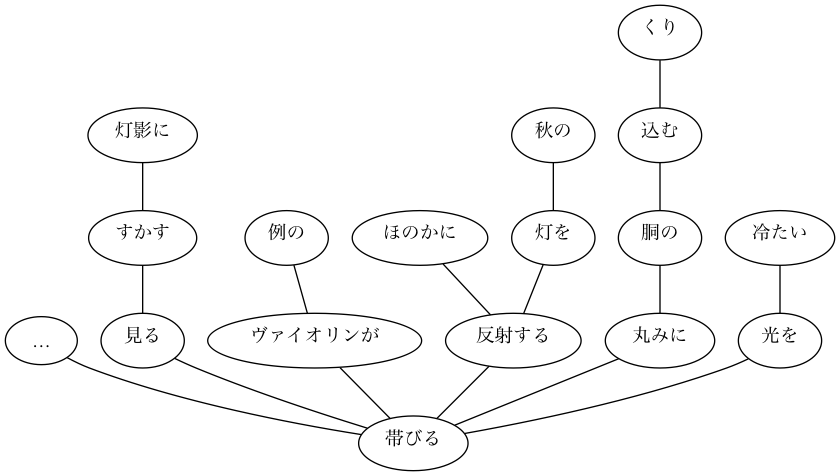 くり
灯影に
秋の
込む
すかす
例の
ほのかに
灯を
胴の
冷たい
…
見る
ヴァイオリンが
反射する
丸みに
光を
帯びる